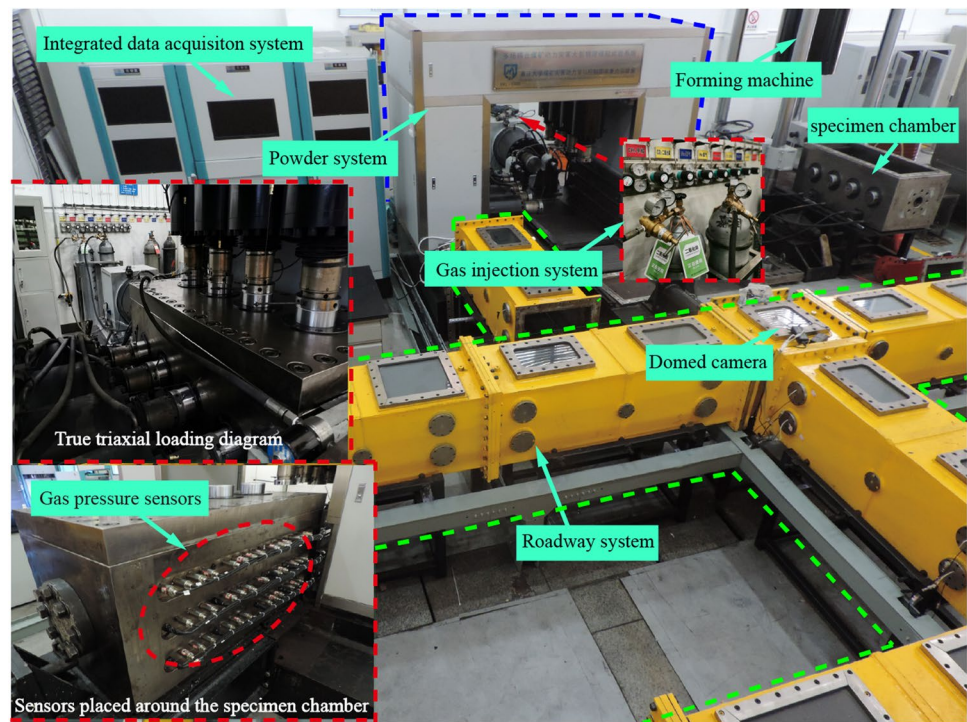 Integrated data acquisiton system
Forming machine
specimen chamber
Powder system
Gas injection system
Domed camera
True triaxial loading diagram
Gas pressure sensors
Roadway system
Sensors placed around the specimen chamber